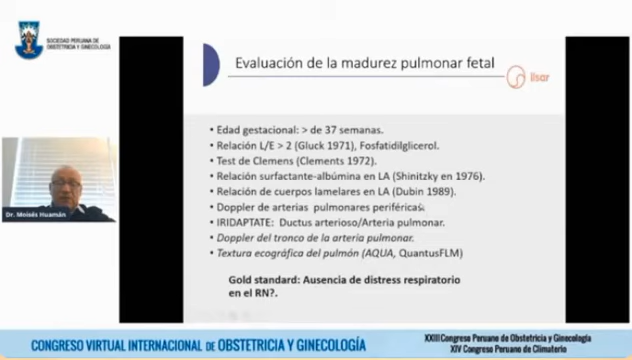 SOCIEDAD PERUANA DE
OBSTETRICIA Y GINECOLOGÍA
Evaluación de la madurez pulmonar fetal
lisar
• Edad gestacional: > de 37 semanas.
• Relación L/E > 2 (Gluck 1971), Fosfatidilglicerol.
• Test de Clemens (Clements 1972).
• Relación surfactante-albúmina en LA (Shinitzky en 1976).
• Relación de cuerpos lamelares en LA (Dubin 1989).
• Doppler de arterias pulmonares periféricas.
• IRIDAPTATE: Ductus arterioso/Arteria pulmonar.
• Doppler del tronco de la arteria pulmonar.
• Textura ecográfica del pulmón (AQUA, QuantusFLM)
Gold standard: Ausencia de distress respiratorio
en el RN?.
Dr. Moisés Huamán
CONGRESO VIRTUAL INTERNACIONAL DE OBSTETRICIA Y GINECOLOGÍA
XXIII Congreso Peruano de Obstetricia y Ginecología
XIV Congreso Peruano de Climaterio